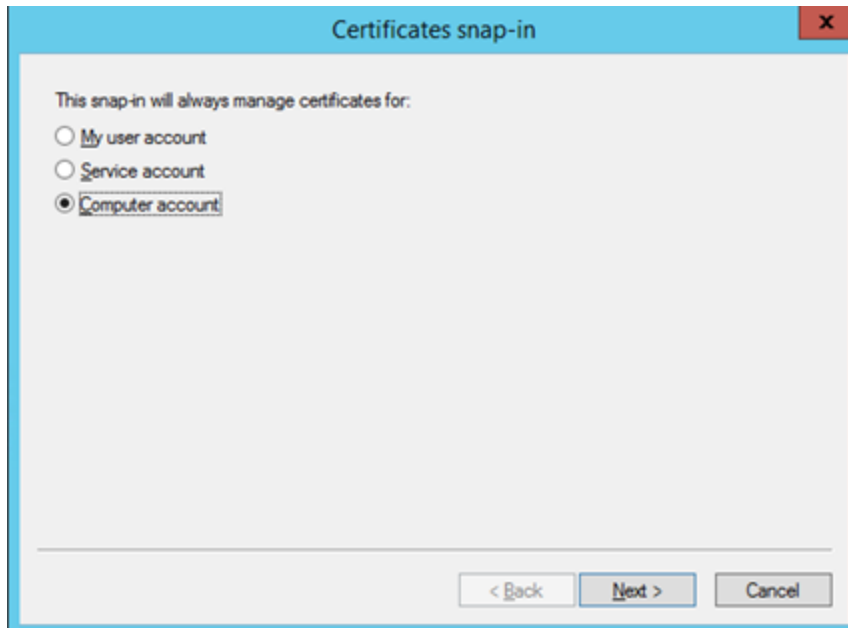 Certificates snap-in
x
This snap-in will always manage certificates for:
My user account
Service account
Computer account
< Back
Next >
Cancel